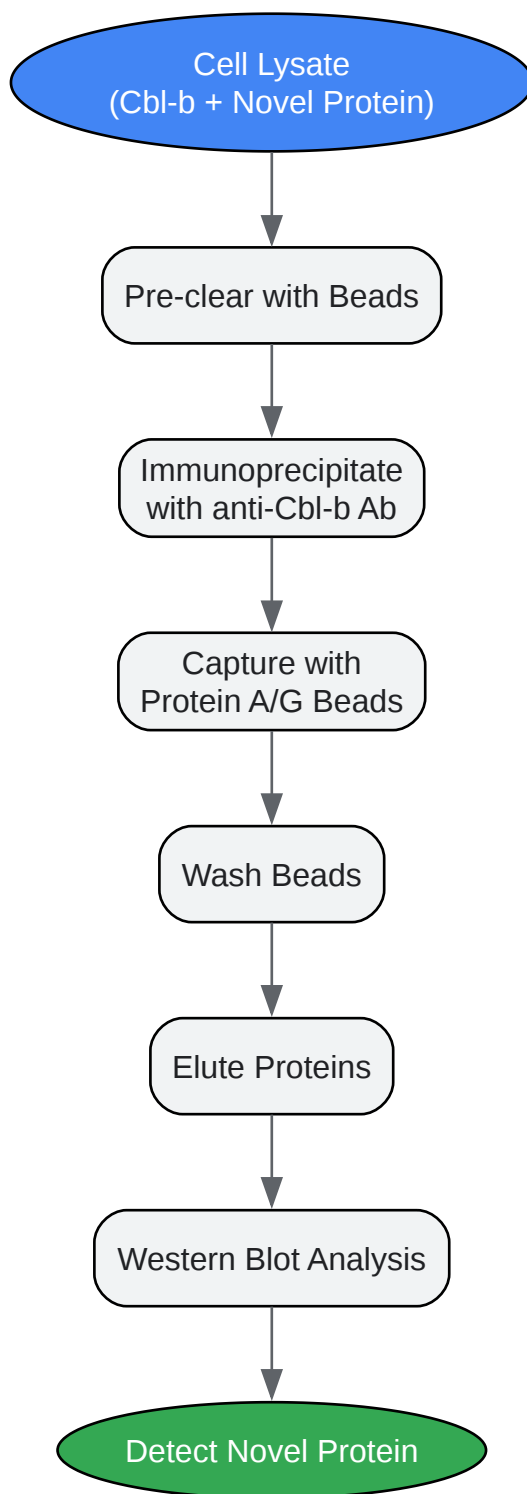 Cell Lysate
(Cbl-b + Novel Protein)
Pre-clear with Beads
Immunoprecipitate
with anti-Cbl-b Ab
Capture with
Protein A/G Beads
Wash Beads
Elute Proteins
Western Blot Analysis
Detect Novel Protein